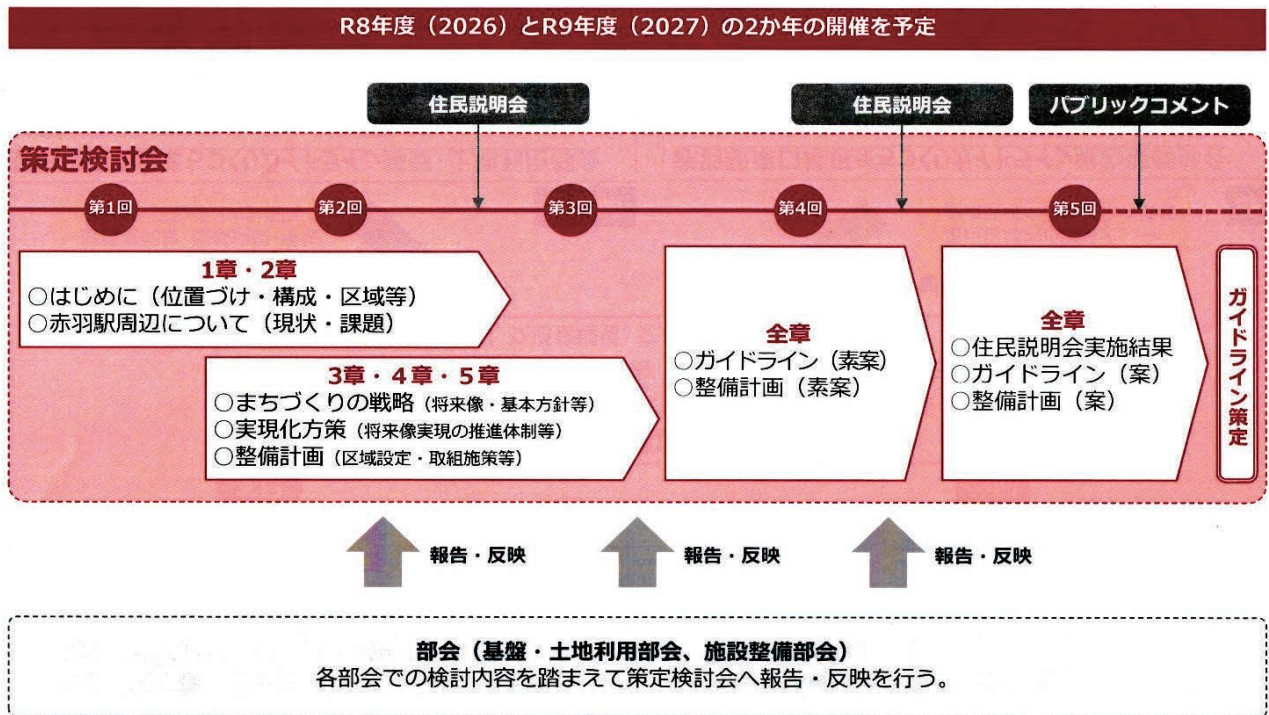 R8年度（2026）とR9年度（2027）の2か年の開催を予定
住民説明会
住民説明会
パブリックコメント
策定検討会
第1回
第2回
第3回
第4回
第5回
1章・2章
○はじめに（位置づけ・構成・区域等）
○赤羽駅周辺について（現状・課題）
3章・4章・5章
○まちづくりの戦略（将来像・基本方針等）
○実現化方策（将来像実現の推進体制等）
○整備計画（区域設定・取組施策等）
全章
○ガイドライン（素案）
○整備計画（素案）
全章
○住民説明会実施結果
○ガイドライン（案）
○整備計画（案）
ガイドライン策定
報告・反映
報告・反映
報告・反映
部会（基盤・土地利用部会、施設整備部会）
各部会での検討内容を踏まえて策定検討会へ報告・反映を行う。